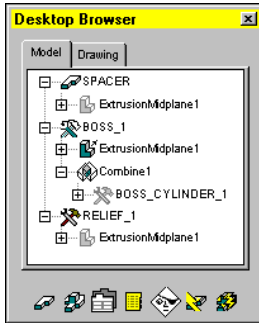 Desktop Browser
Model Drawing
SPACER
ExtrusionMidplane1
BOSS_1
ExtrusionMidplane1
Combine1
BOSS_CYLINDER_1
RELIEF_1
ExtrusionMidplane1